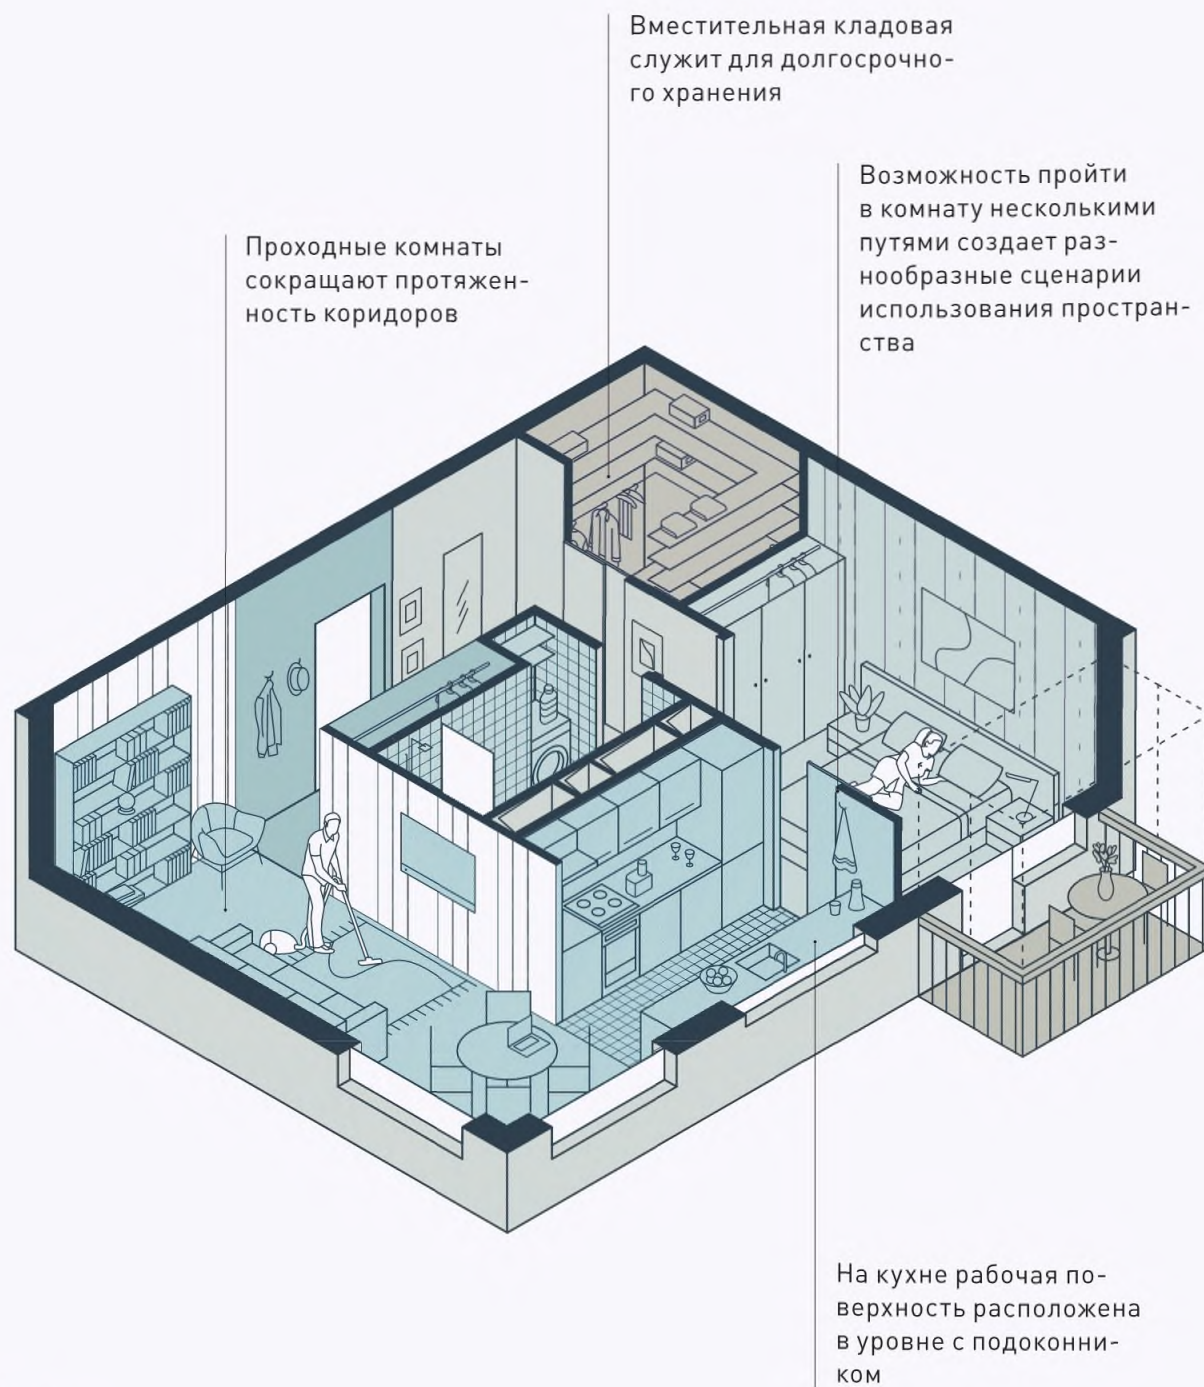 Вместительная кладовая
служит для долгосрочно-
го хранения
Возможность пройти
в комнату несколькими
путями создает раз-
нообразные сценарии
использования простран-
ства
Проходные комнаты
сокращают протяжен-
ность коридоров
На кухне рабочая по-
верхность расположена
в уровне с подоконни-
ком